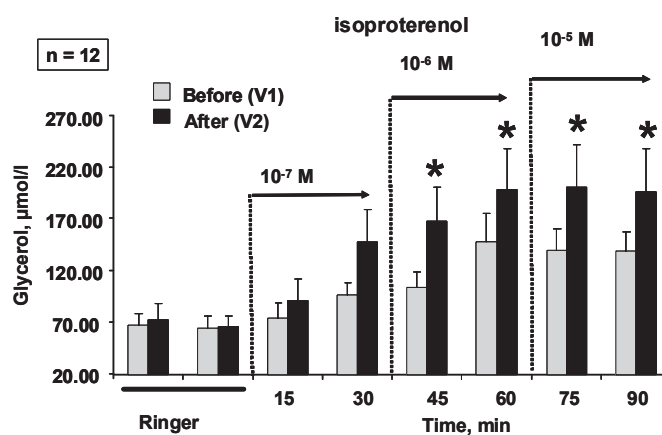 isoproterenol
n = 12
10⁻⁵ M
10⁻⁶ M
Before (V1)
After (V2)
10⁻⁷ M
* * * *
Glycerol, µmol/l
270.00
220.00
170.00
120.00
70.00
20.00
15 30 45 60 75 90
Ringer
Time, min